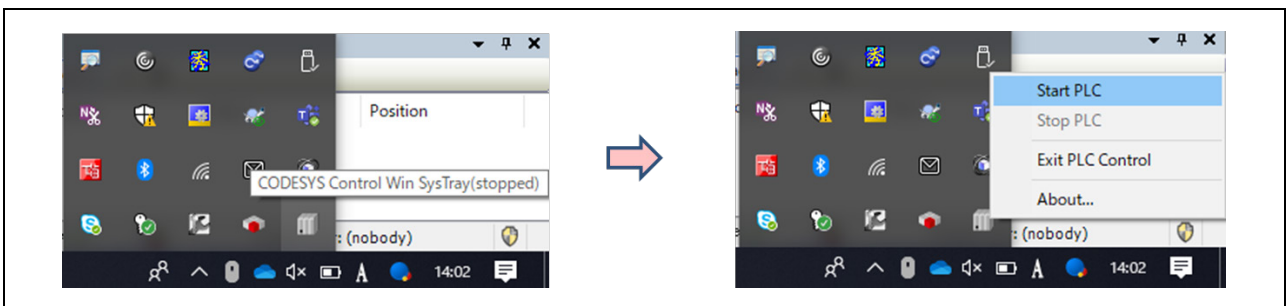 Position
CODESYS Control Win SysTray(stopped)
: (nobody)
A
14:02
Start PLC
Stop PLC
Exit PLC Control
About...
: (nobody)
A
14:02